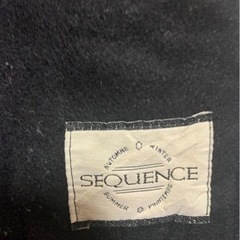 AUTOMNE WINTER
SEQUENCE
SUMMER PRINTEMPS